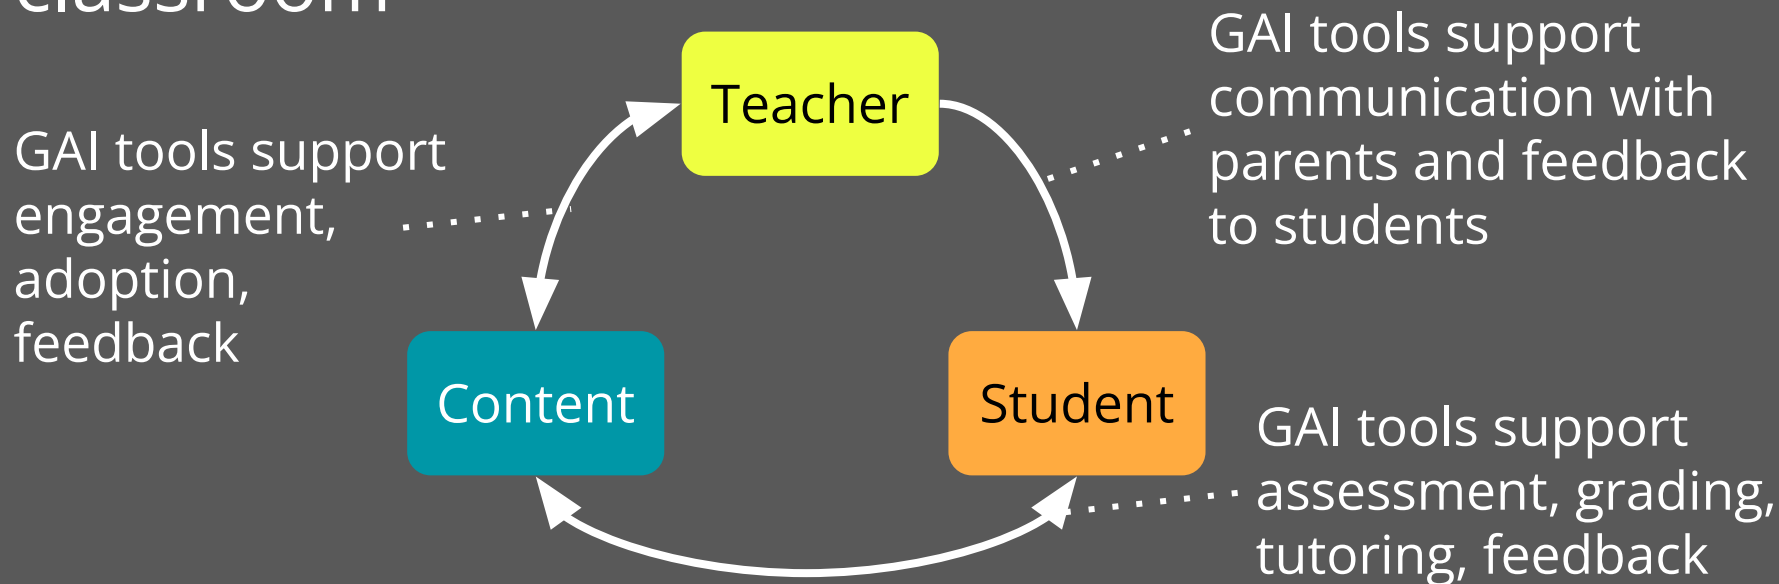 classroom
Teacher
GAI tools support
communication with
parents and feedback
to students
GAI tools support
engagement,
adoption,
feedback
Content
Student
GAI tools support
assessment, grading,
tutoring, feedback